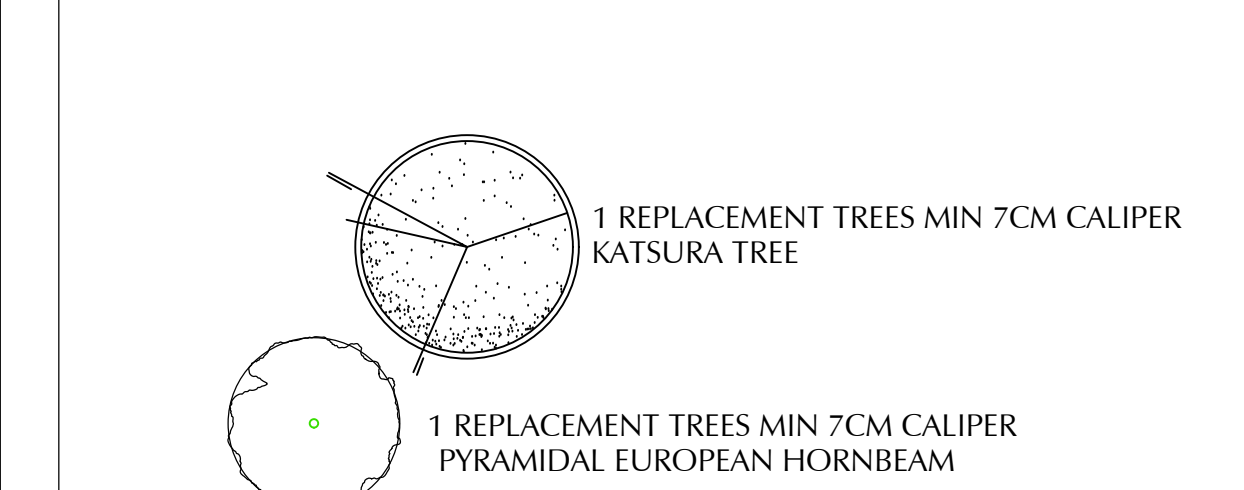 1 REPLACEMENT TREES MIN 7CM CALIPER
KATSURA TREE
1 REPLACEMENT TREES MIN 7CM CALIPER
PYRAMIDAL EUROPEAN HORNBEAM